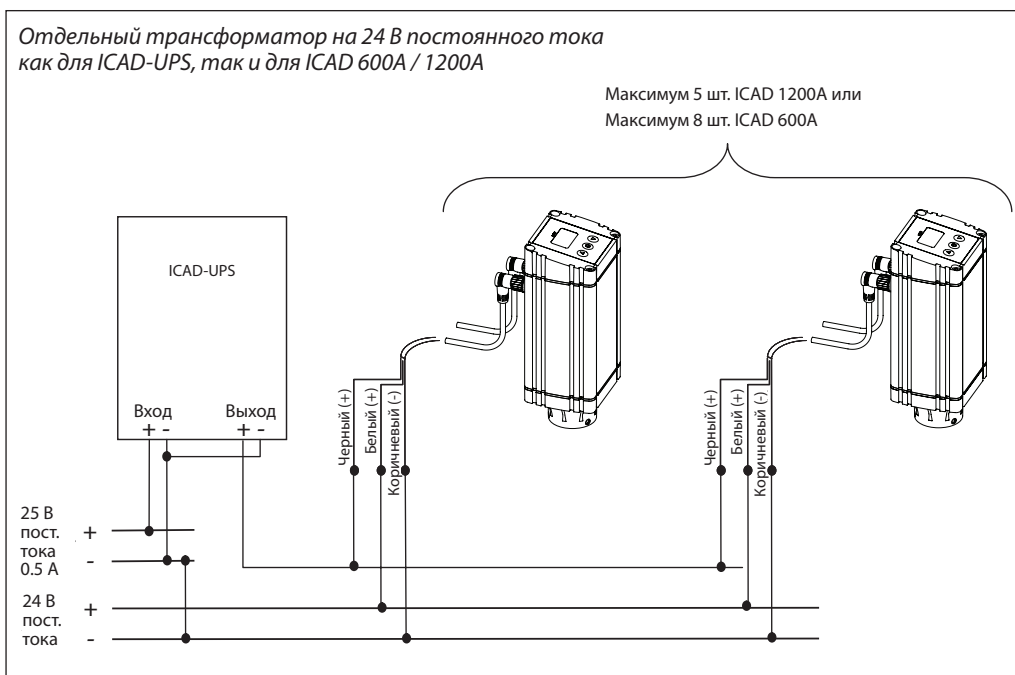 Отдельный трансформатор на 24 В постоянного тока
как для ICAD-UPS, так и для ICAD 600A / 1200A
Максимум 5 шт. ICAD 1200A или
Максимум 8 шт. ICAD 600A
ICAD-UPS
Вход Выход
+ - + -
Черный (+)
Белый (+)
Коричневый (-)
Черный (+)
Белый (+)
Коричневый (-)
25 В
пост. +
тока
-
0.5 А
24 В
+
пост.
тока -